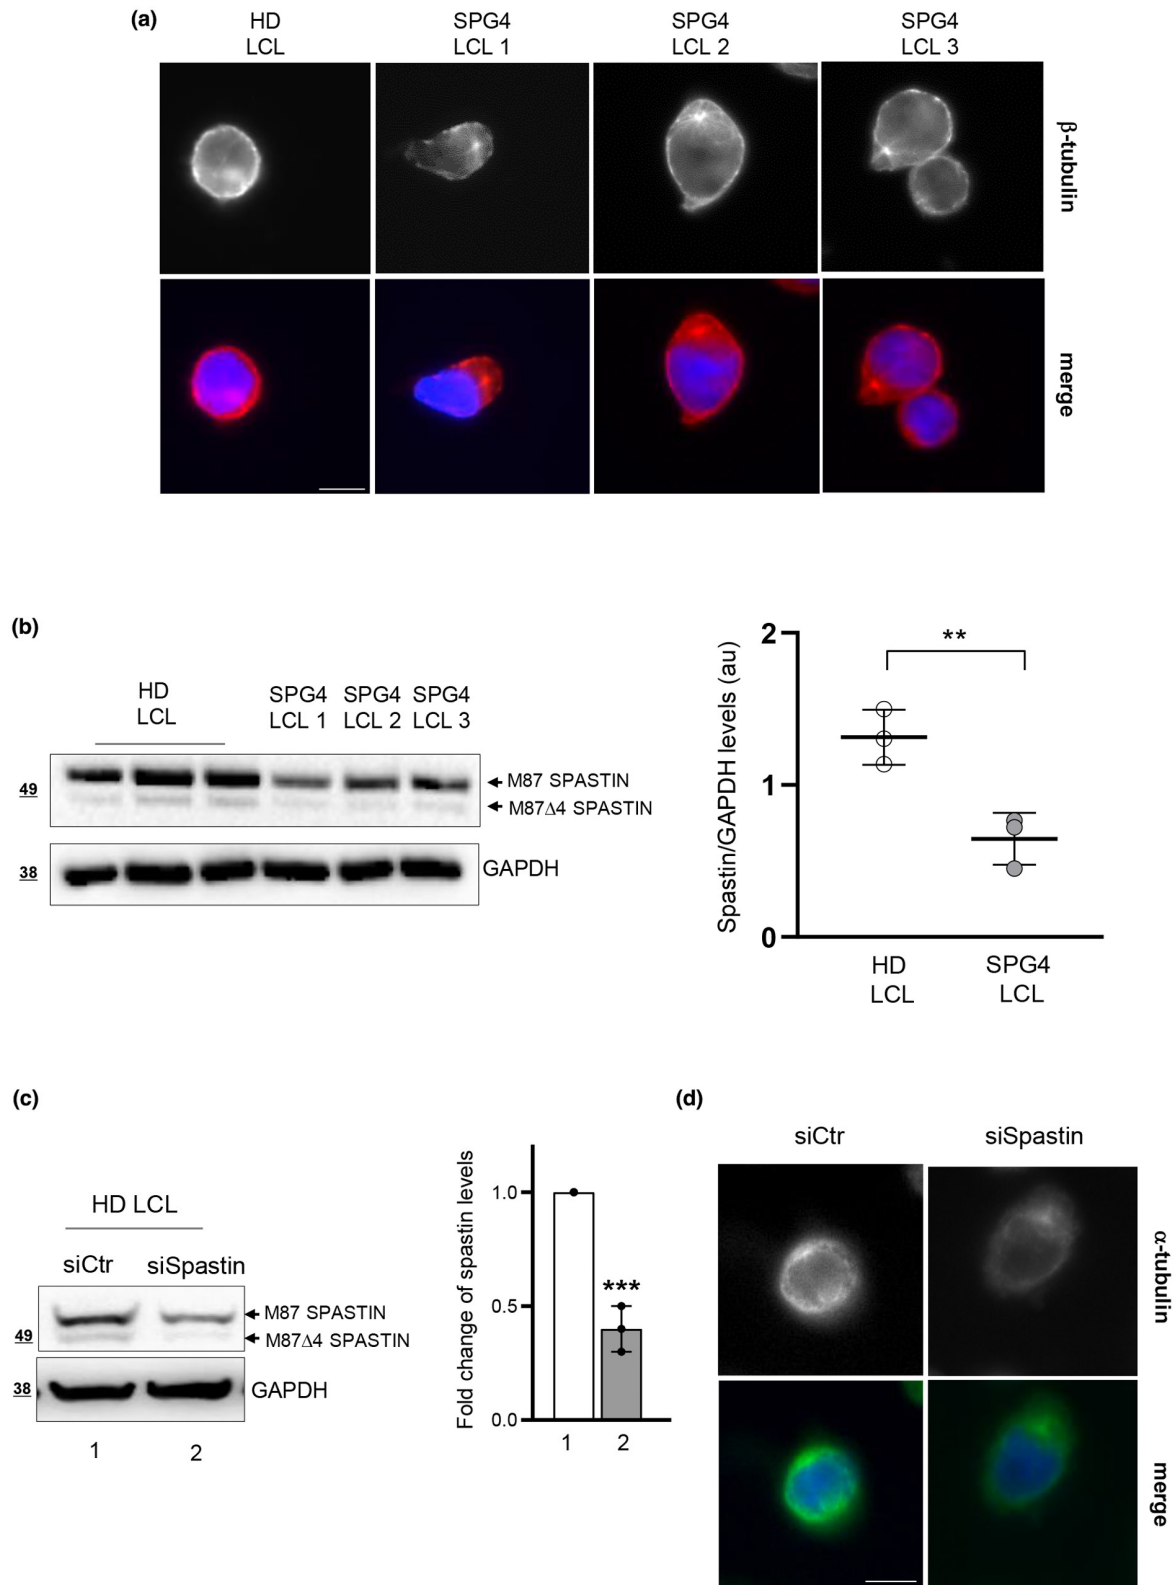 (a)
HD
LCL
SPG4
LCL 1
SPG4
LCL 2
SPG4
LCL 3
β-tubulin
merge
(b)
HD
LCL
SPG4
LCL 1
SPG4
LCL 2
SPG4
LCL 3
49
M87 SPASTIN
M87Δ4 SPASTIN
38
GAPDH
Spastin/GAPDH levels (au)
2
1
0
**
HD
LCL
SPG4
LCL
(c)
HD LCL
siCtr
siSpastin
M87 SPASTIN
49
M87Δ4 SPASTIN
38
GAPDH
1
2
Fold change of spastin levels
1.0
0.5
0.0
***
1
2
(d)
siCtr
siSpastin
α-tubulin
merge